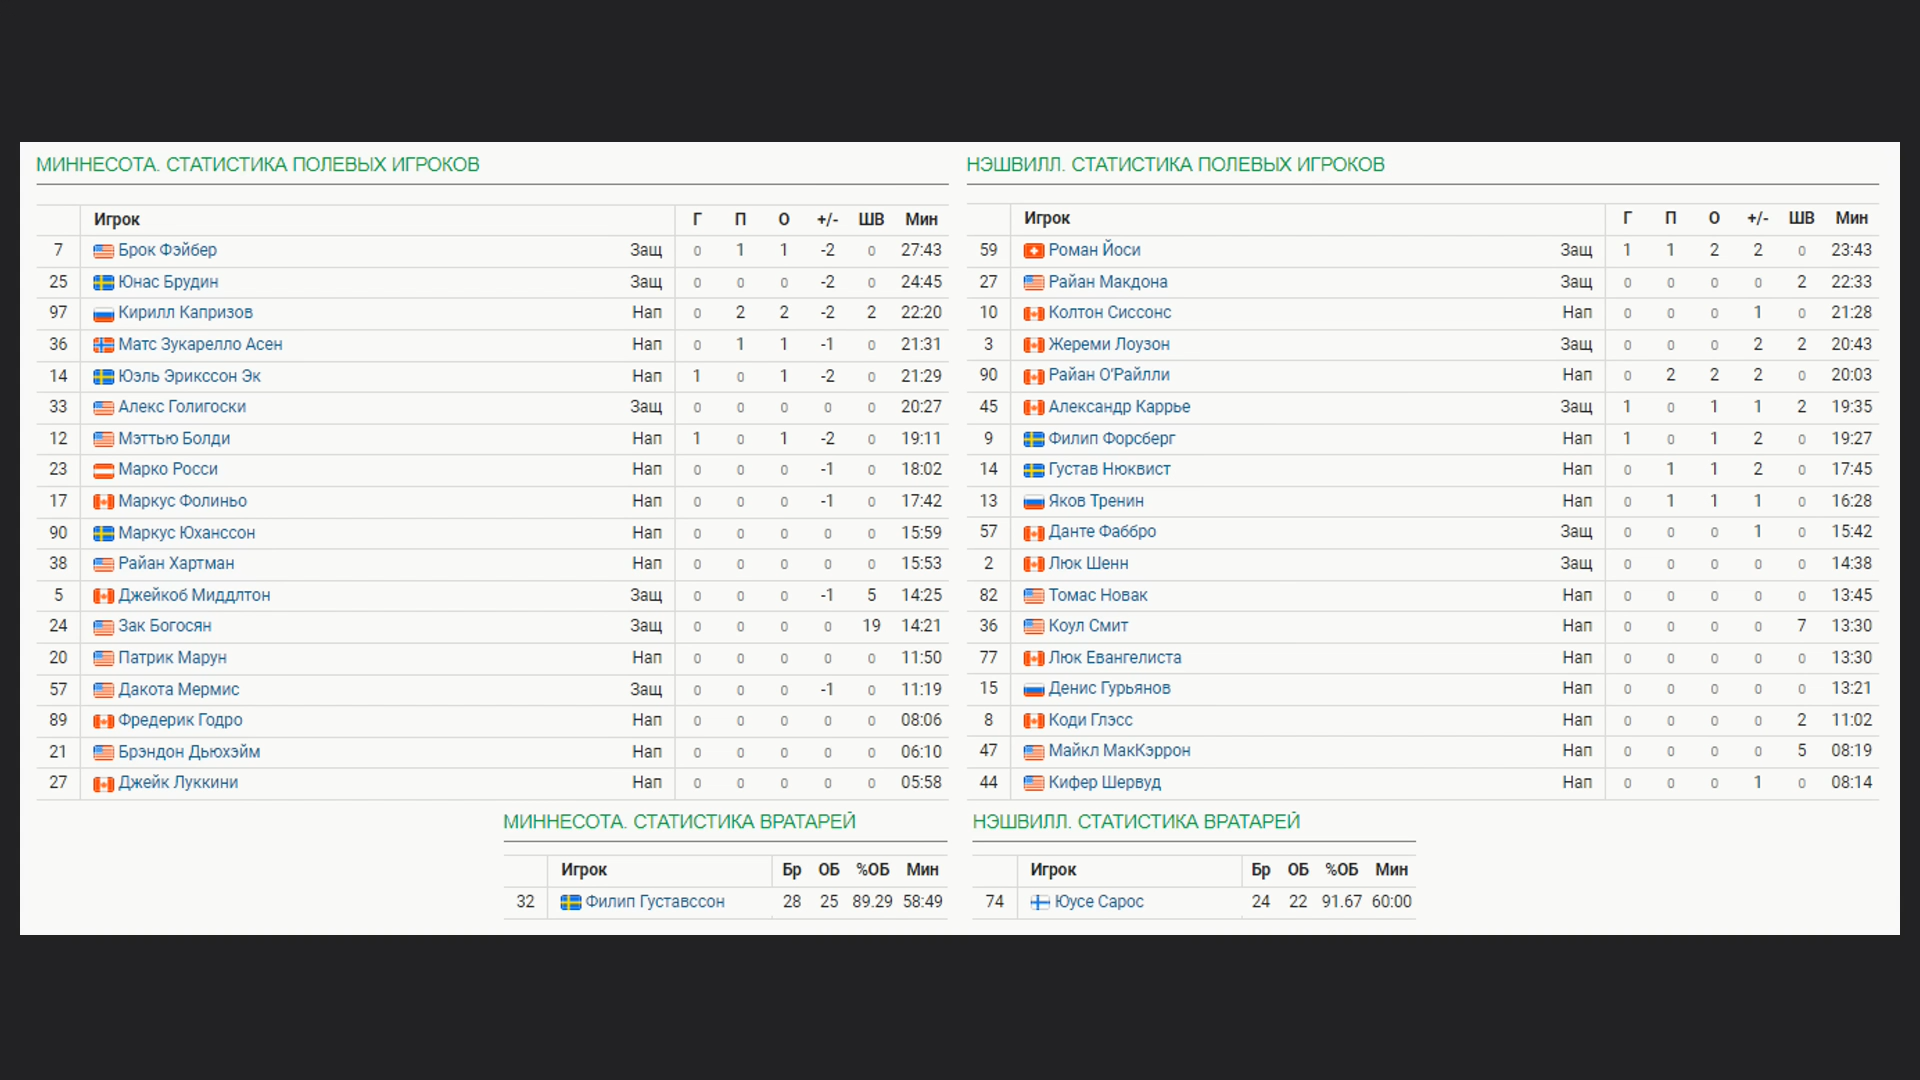 МИННЕСОТА. СТАТИСТИКА ПОЛЕВЫХ ИГРОКОВ
Игрок Г П О +/- ШВ Мин
7 Брок Фэйбер Защ 0 1 1 -2 0 27:43
25 Юнас Брудин Защ 0 0 0 -2 0 24:45
97 Кирилл Капризов Нап 0 2 2 -2 2 22:20
36 Матс Зукарелло Асен Нап 0 1 1 -1 0 21:31
14 Юэль Эрикссон Эк Нап 1 0 1 -2 0 21:29
33 Алекс Голигоски Защ 0 0 0 0 0 20:27
12 Мэттью Болди Нап 1 0 1 -2 0 19:11
23 Марко Росси Нап 0 0 0 -1 0 18:02
17 Маркус Фолиньо Нап 0 0 0 -1 0 17:42
90 Маркус Юханссон Нап 0 0 0 0 0 15:59
38 Райан Хартман Нап 0 0 0 0 0 15:53
5 Джейкоб Миддлтон Защ 0 0 0 -1 5 14:25
24 Зак Богосян Защ 0 0 0 0 19 14:21
20 Патрик Марун Нап 0 0 0 0 0 11:50
57 Дакота Мермис Защ 0 0 0 -1 0 11:19
89 Фредерик Годро Нап 0 0 0 0 0 08:06
21 Брэндон Дьюхэйм Нап 0 0 0 0 0 06:10
27 Джейк Луккини Нап 0 0 0 0 0 05:58
МИННЕСОТА. СТАТИСТИКА ВРАТАРЕЙ
Игрок Бр ОБ %ОБ Мин
32 Филип Густавссон 28 25 89.29 58:49
НЭШВИЛЛ. СТАТИСТИКА ПОЛЕВЫХ ИГРОКОВ
Игрок Г П О +/- ШВ Мин
59 Роман Йоси Защ 1 1 2 2 0 23:43
27 Райан Макдона Защ 0 0 0 0 2 22:33
10 Колтон Сиссонс Нап 0 0 0 1 0 21:28
3 Жереми Лоузон Защ 0 0 0 2 2 20:43
90 Райан О'Райлли Нап 0 2 2 2 0 20:03
45 Александр Каррье Защ 1 0 1 1 2 19:35
9 Филип Форсберг Нап 1 0 1 2 0 19:27
14 Густав Нюквист Нап 0 1 1 2 0 17:45
13 Яков Тренин Нап 0 1 1 1 0 16:28
57 Данте Фаббро Защ 0 0 0 1 0 15:42
2 Люк Шенн Защ 0 0 0 0 0 14:38
82 Томас Новак Нап 0 0 0 0 0 13:45
36 Коул Смит Нап 0 0 0 0 7 13:30
77 Люк Евангелиста Нап 0 0 0 0 0 13:30
15 Денис Гурьянов Нап 0 0 0 0 0 13:21
8 Коди Глэсс Нап 0 0 0 0 2 11:02
47 Майкл МакКэррон Нап 0 0 0 0 5 08:19
44 Кифер Шервуд Нап 0 0 0 1 0 08:14
НЭШВИЛЛ. СТАТИСТИКА ВРАТАРЕЙ
Игрок Бр ОБ %ОБ Мин
74 Юусе Сарос 24 22 91.67 60:00